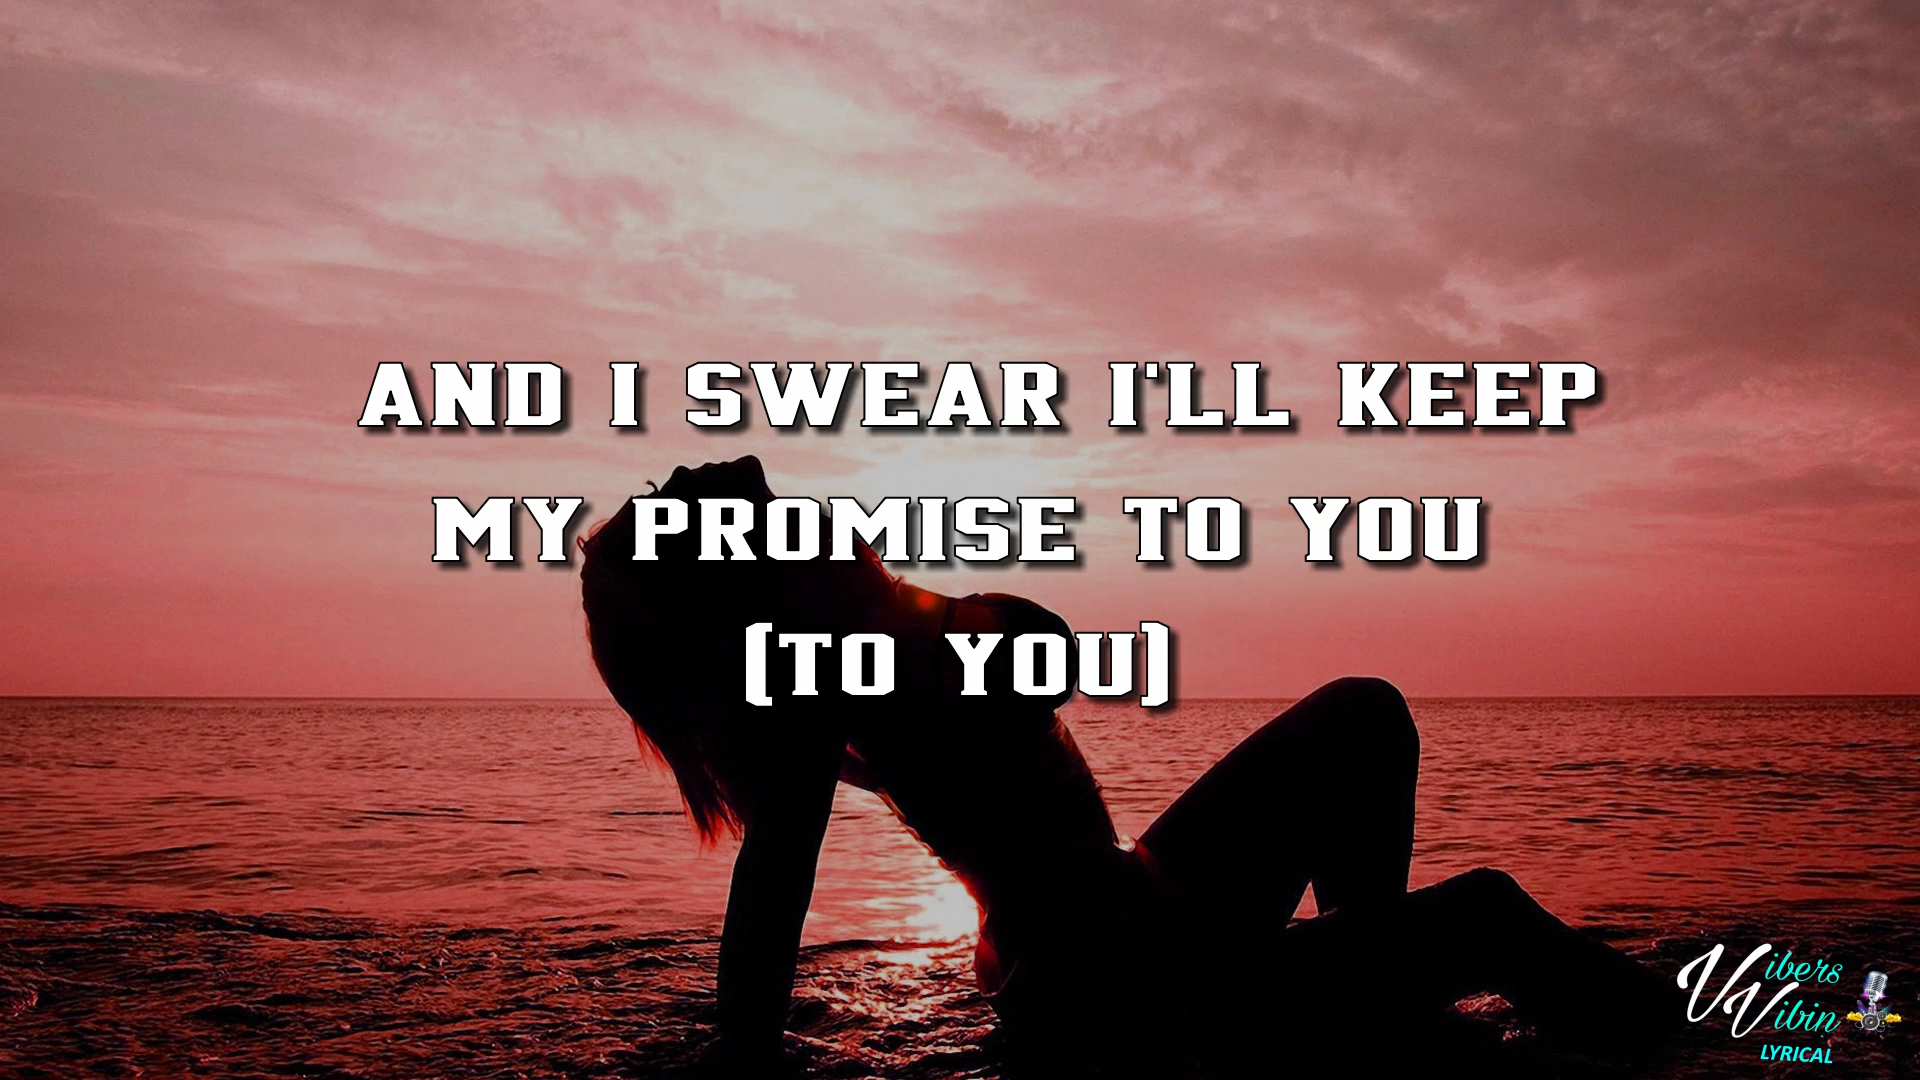 AND I SWEAR I'LL KEEP
MY PROMISE TO YOU
(TO YOU)
Vibers
Vibin
LYRICAL